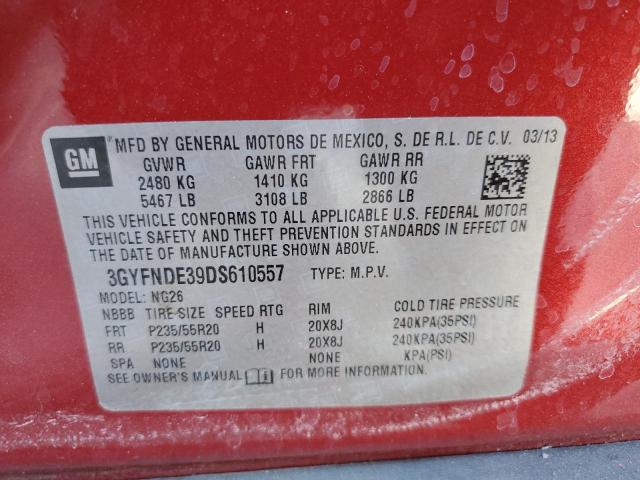 GM
MFD BY GENERAL MOTORS DE MEXICO, S. DE R.L. DE C.V. 03/13
GVWR GAWR FRT GAWR RR
2480 KG 1410 KG 1300 KG
5467 LB 3108 LB 2866 LB
THIS VEHICLE CONFORMS TO ALL APPLICABLE U.S. FEDERAL MOTOR
VEHICLE SAFETY AND THEFT PREVENTION STANDARDS IN EFFECT ON
THE DATE OF MANUFACTURE SHOWN ABOVE.
3GYFNDE39DS610557 TYPE: M.P.V.
MODEL: NG26
NBBB TIRE SIZE SPEED RTG RIM COLD TIRE PRESSURE
FRT P235/55R20 H 20X8J 240KPA(35PSI)
RR P235/55R20 H 20X8J 240KPA(35PSI)
SPA NONE NONE KPA(PSI)
SEE OWNER'S MANUAL FOR MORE INFORMATION.